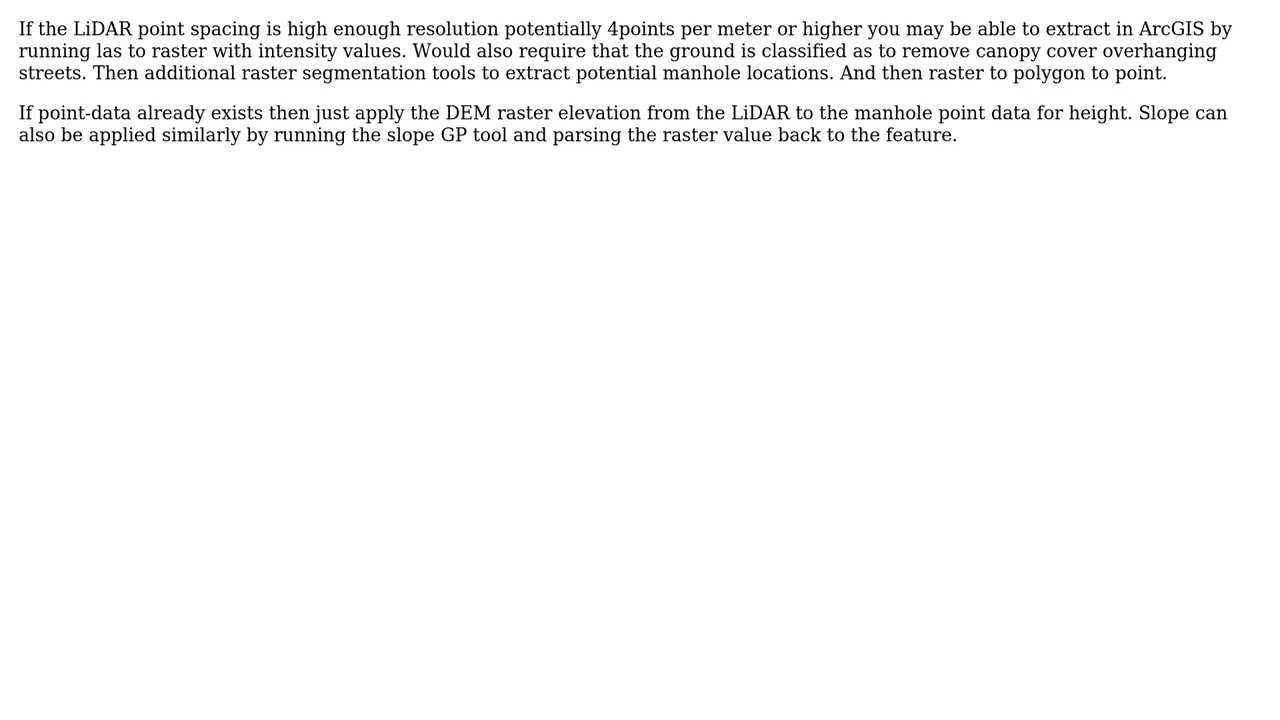 If the LiDAR point spacing is high enough resolution potentially 4points per meter or higher you may be able to extract in ArcGIS by
running las to raster with intensity values. Would also require that the ground is classified as to remove canopy cover overhanging
streets. Then additional raster segmentation tools to extract potential manhole locations. And then raster to polygon to point.
If point-data already exists then just apply the DEM raster elevation from the LiDAR to the manhole point data for height. Slope can
also be applied similarly by running the slope GP tool and parsing the raster value back to the feature.